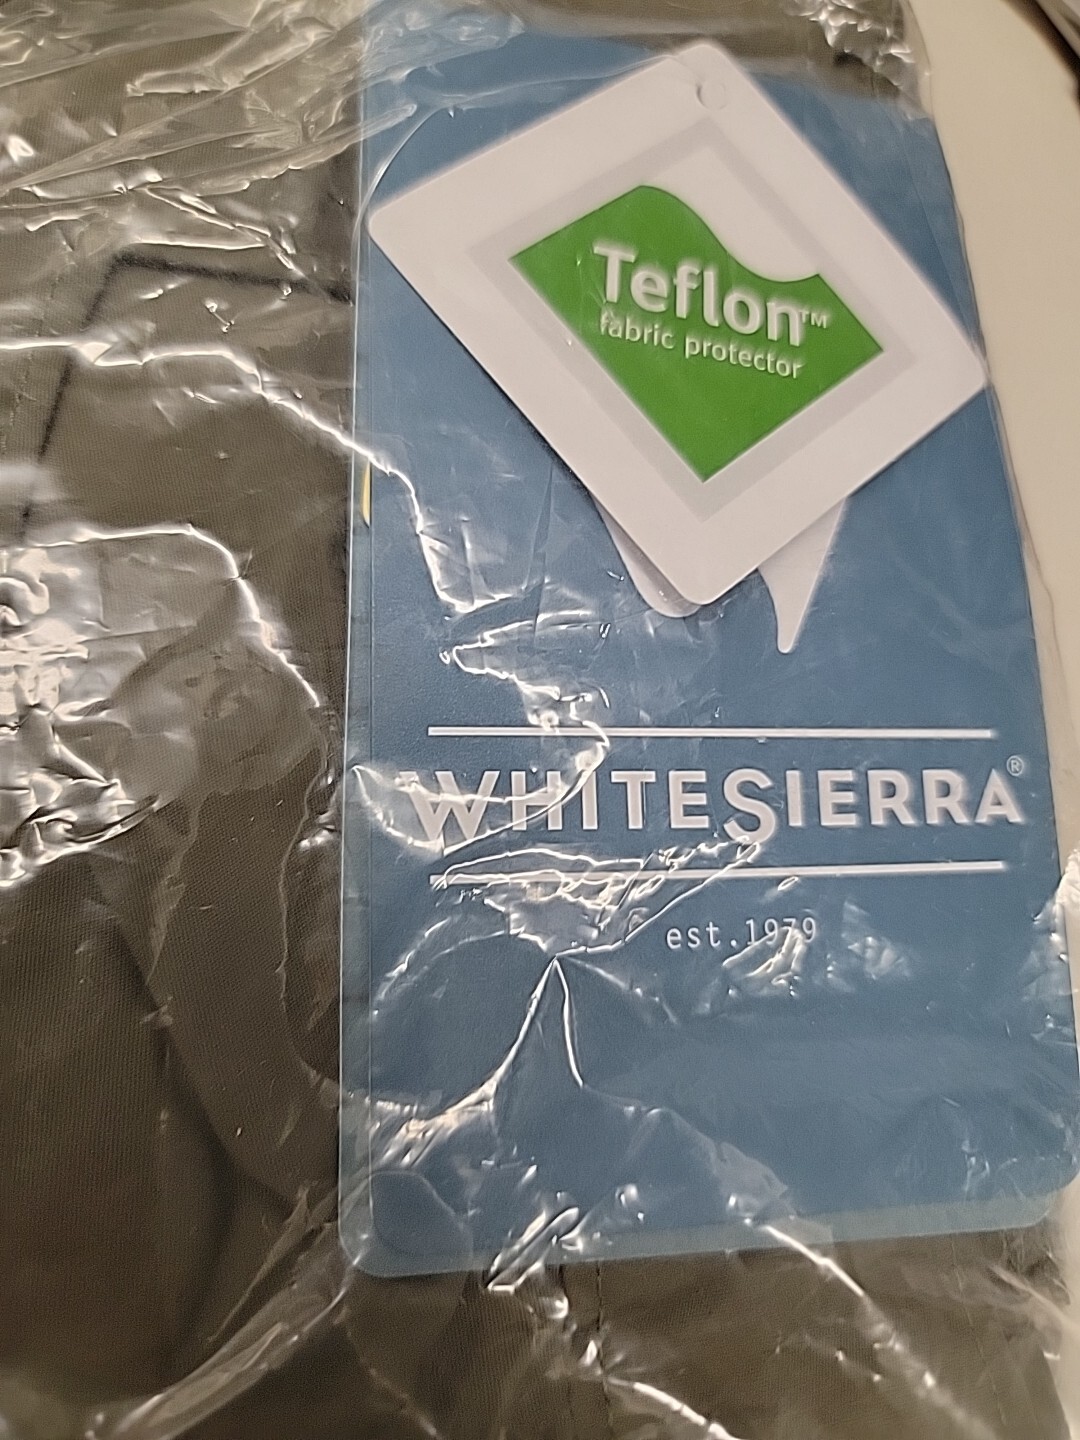 Teflon™
fabric protector
WHITESIERRA®
est.1979